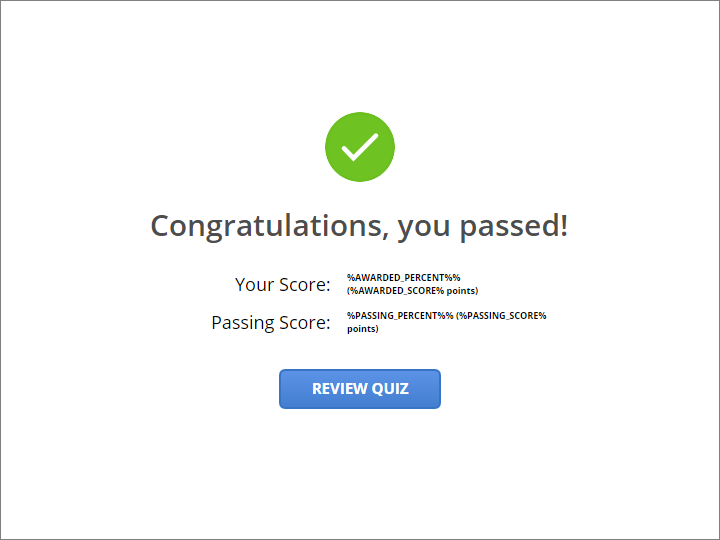 Congratulations, you passed!
Your Score:
%AWARDED_PERCENT%%
(%AWARDED_SCORE% points)
Passing Score:
%PASSING_PERCENT%% (%PASSING_SCORE%
points)
REVIEW QUIZ